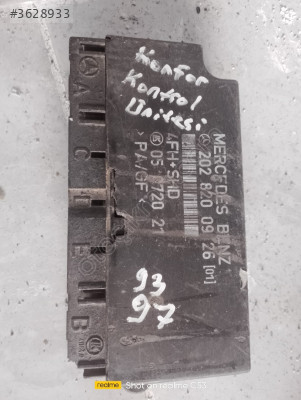 #3628933
Konfor
Kontrol
Ünitesi
MERCEDES BENZ
202 820 09 26 [01]
4FH+SHD
05 1720 21
>PA/GF<
93
97
A
C
E
B
realme Shot on realme C53